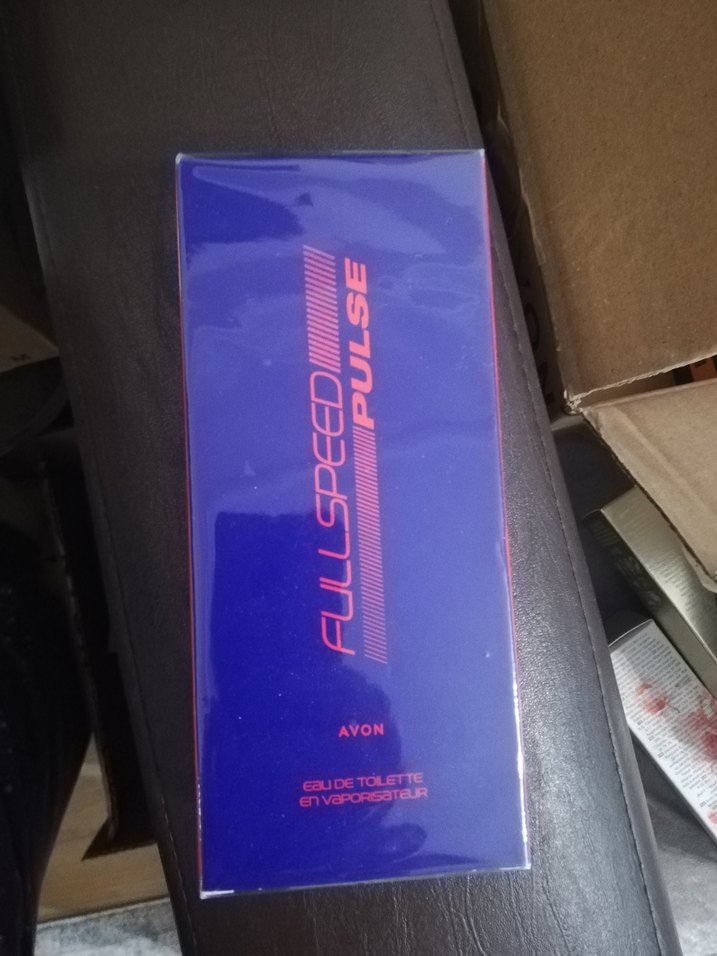 FULLSPEED
PULSE
AVON
EAU DE TOILETTE
EN VAPORISATEUR